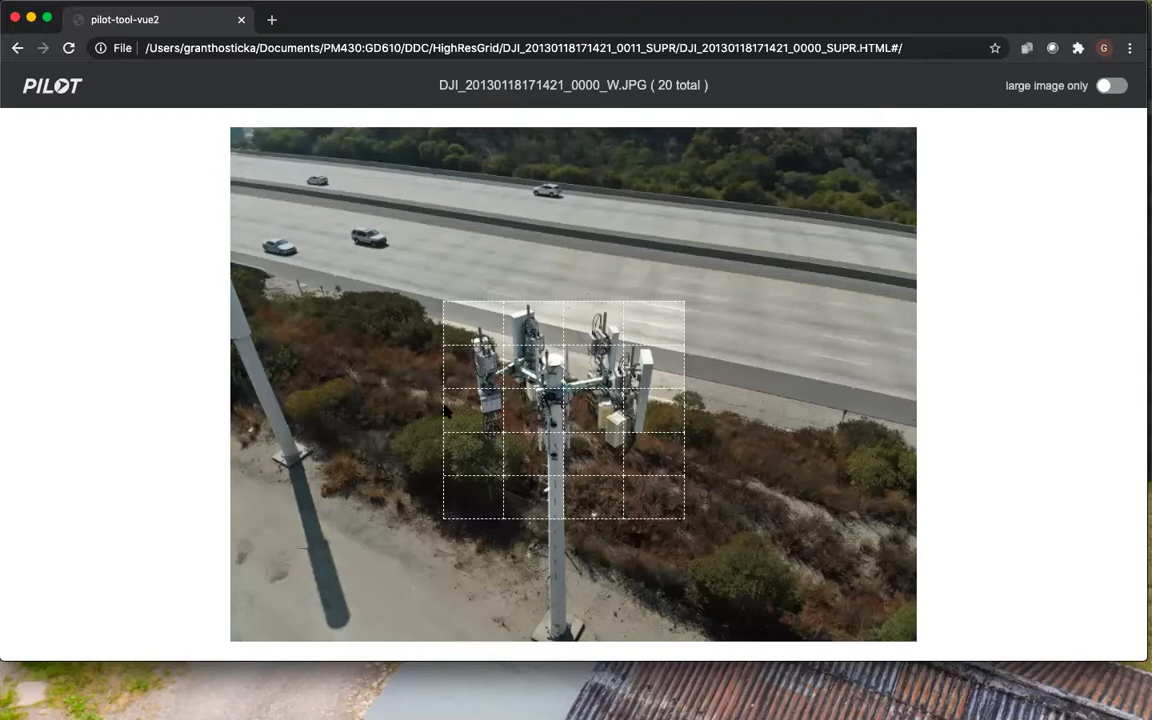 pilot-tool-vue2
File
/Users/granthosticka/Documents/PM430:GD610/DDC/HighResGrid/DJI_20130118171421_0011_SUPR/DJI_20130118171421_0000_SUPR.HTML#/
G
PILOT
DJI_20130118171421_0000_W.JPG ( 20 total )
large image only